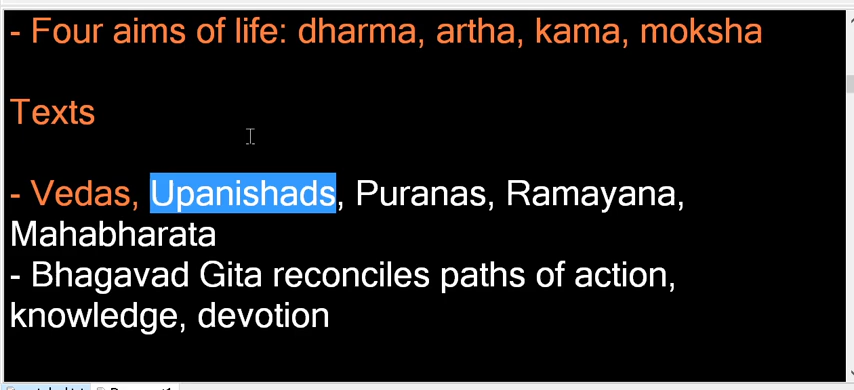 - Four aims of life: dharma, artha, kama, moksha
Texts
- Vedas, Upanishads, Puranas, Ramayana,
Mahabharata
- Bhagavad Gita reconciles paths of action,
knowledge, devotion